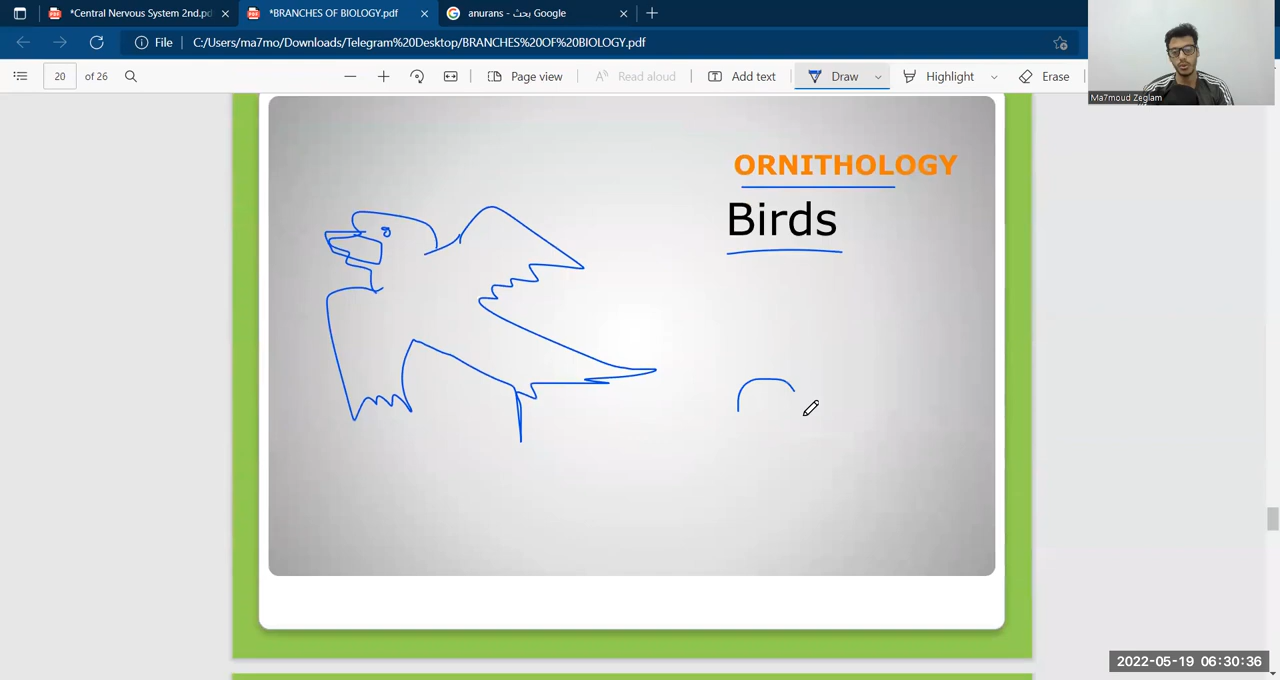 *Central Nervous System 2nd.pd
*BRANCHES OF BIOLOGY.pdf
anurans - بحث Google
File
C:/Users/ma7mo/Downloads/Telegram%20Desktop/BRANCHES%20OF%20BIOLOGY.pdf
20 of 26
Page view
Read aloud
Add text
Draw
Highlight
Erase
Ma7moud Zeglam
ORNITHOLOGY
Birds
2022-05-19 06:30:36